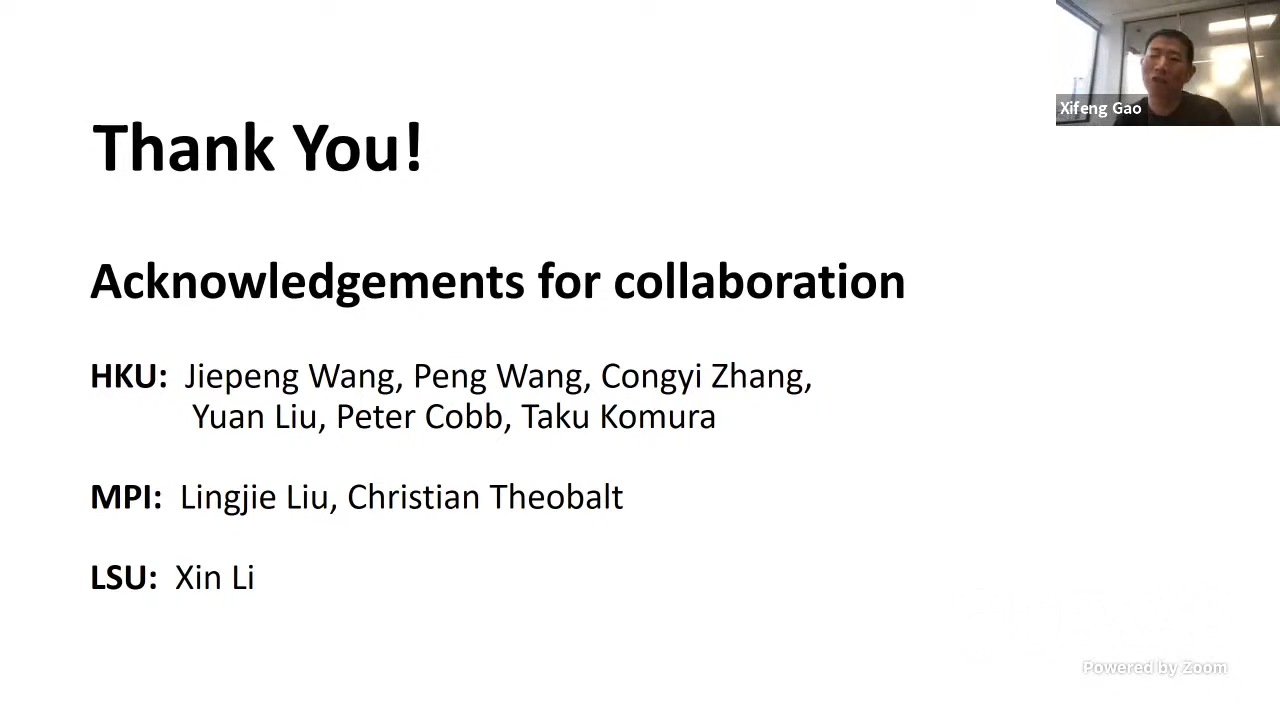 Xifeng Gao
Thank You!
Acknowledgements for collaboration
HKU: Jiepeng Wang, Peng Wang, Congyi Zhang,
Yuan Liu, Peter Cobb, Taku Komura
MPI: Lingjie Liu, Christian Theobalt
LSU: Xin Li
Powered by Zoom